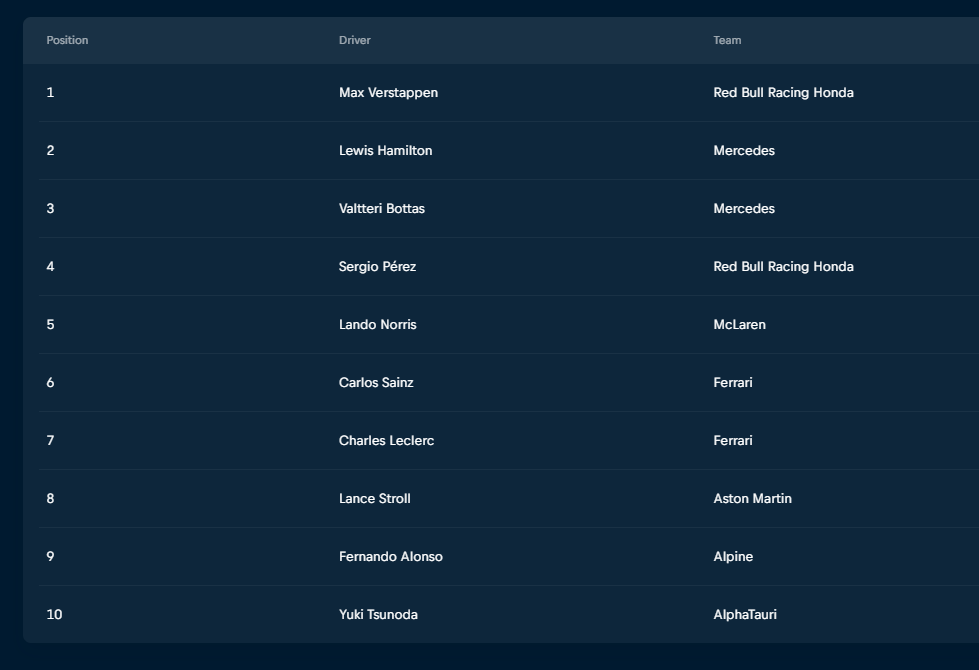 Position Driver Team
1 Max Verstappen Red Bull Racing Honda
2 Lewis Hamilton Mercedes
3 Valtteri Bottas Mercedes
4 Sergio Pérez Red Bull Racing Honda
5 Lando Norris McLaren
6 Carlos Sainz Ferrari
7 Charles Leclerc Ferrari
8 Lance Stroll Aston Martin
9 Fernando Alonso Alpine
10 Yuki Tsunoda AlphaTauri